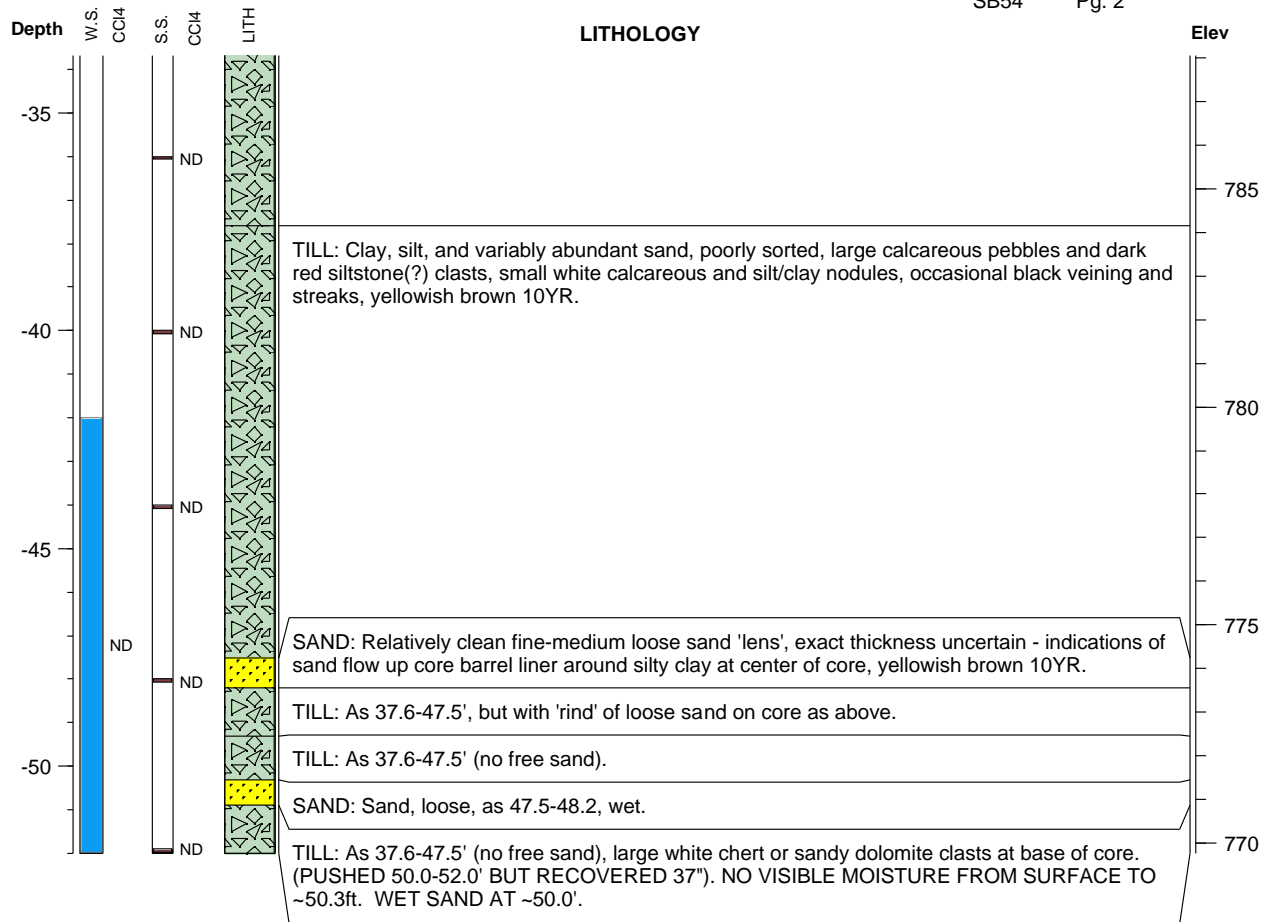 SB54 Pg. 2
Depth W.S. CCl4 S.S. CCl4 LITH LITHOLOGY Elev
-35
ND
785
TILL: Clay, silt, and variably abundant sand, poorly sorted, large calcareous pebbles and dark
red siltstone(?) clasts, small white calcareous and silt/clay nodules, occasional black veining and
streaks, yellowish brown 10YR.
-40
ND
780
ND
-45
775
SAND: Relatively clean fine-medium loose sand 'lens', exact thickness uncertain - indications of
sand flow up core barrel liner around silty clay at center of core, yellowish brown 10YR.
ND
ND
TILL: As 37.6-47.5', but with 'rind' of loose sand on core as above.
TILL: As 37.6-47.5' (no free sand).
-50
SAND: Sand, loose, as 47.5-48.2, wet.
ND
770
TILL: As 37.6-47.5' (no free sand), large white chert or sandy dolomite clasts at base of core.
(PUSHED 50.0-52.0' BUT RECOVERED 37"). NO VISIBLE MOISTURE FROM SURFACE TO
~50.3ft. WET SAND AT ~50.0'.